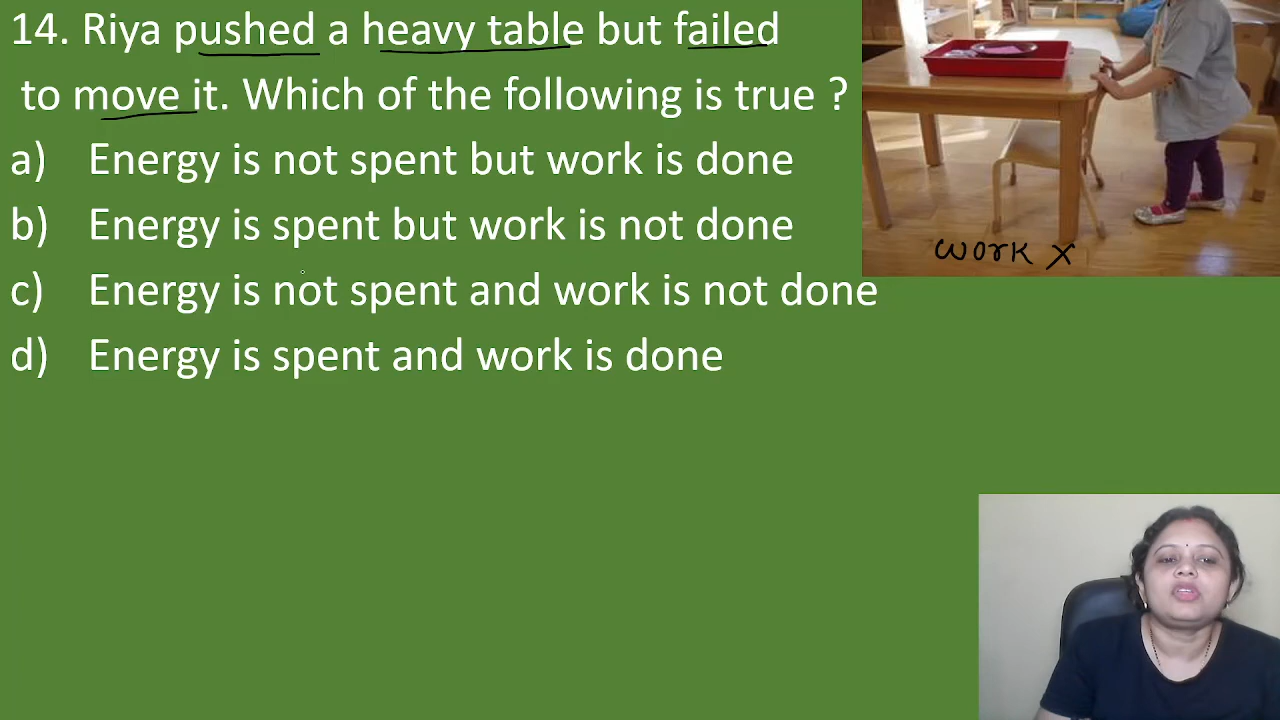 14. Riya pushed a heavy table but failed
to move it. Which of the following is true ?
a) Energy is not spent but work is done
b) Energy is spent but work is not done
c) Energy is not spent and work is not done
d) Energy is spent and work is done
work X